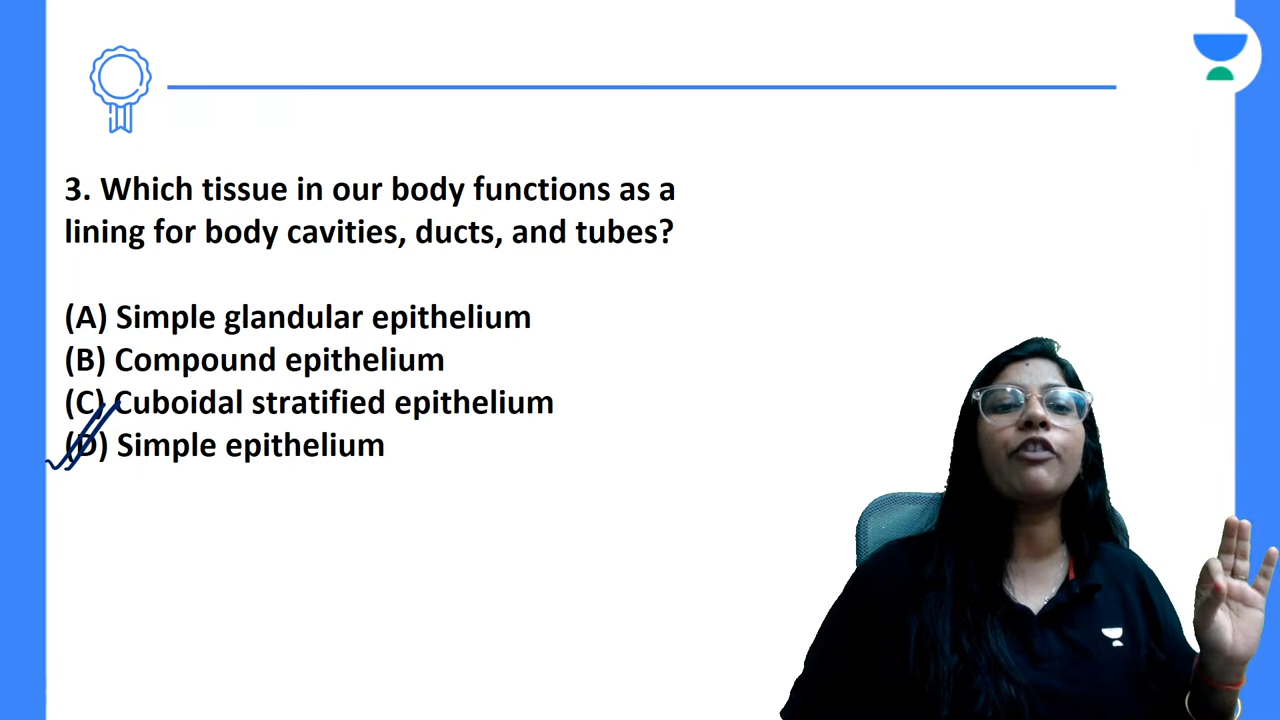 3. Which tissue in our body functions as a
lining for body cavities, ducts, and tubes?
(A) Simple glandular epithelium
(B) Compound epithelium
(C) Cuboidal stratified epithelium
(D) Simple epithelium